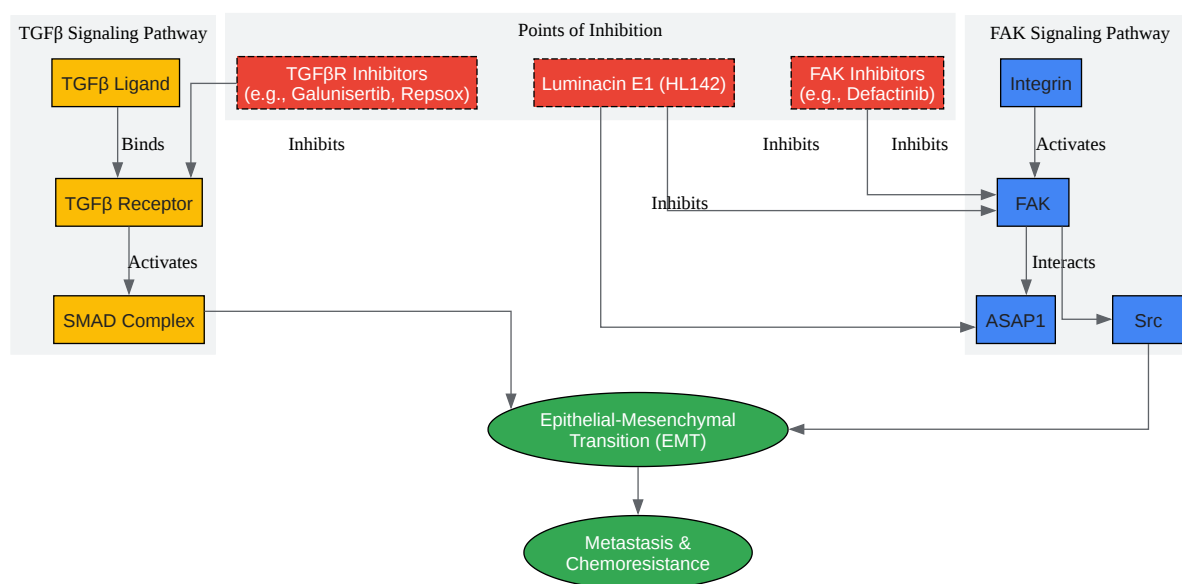 TGFβ Signaling Pathway
Points of Inhibition
FAK Signaling Pathway
TGFβ Ligand
TGFβR Inhibitors
(e.g., Galunisertib, Repsox)
Luminacin E1 (HL142)
FAK Inhibitors
(e.g., Defactinib)
Integrin
Binds
Inhibits
Inhibits
Inhibits
Activates
TGFβ Receptor
Inhibits
FAK
Activates
Interacts
SMAD Complex
ASAP1
Src
Epithelial-Mesenchymal
Transition (EMT)
Metastasis &
Chemoresistance